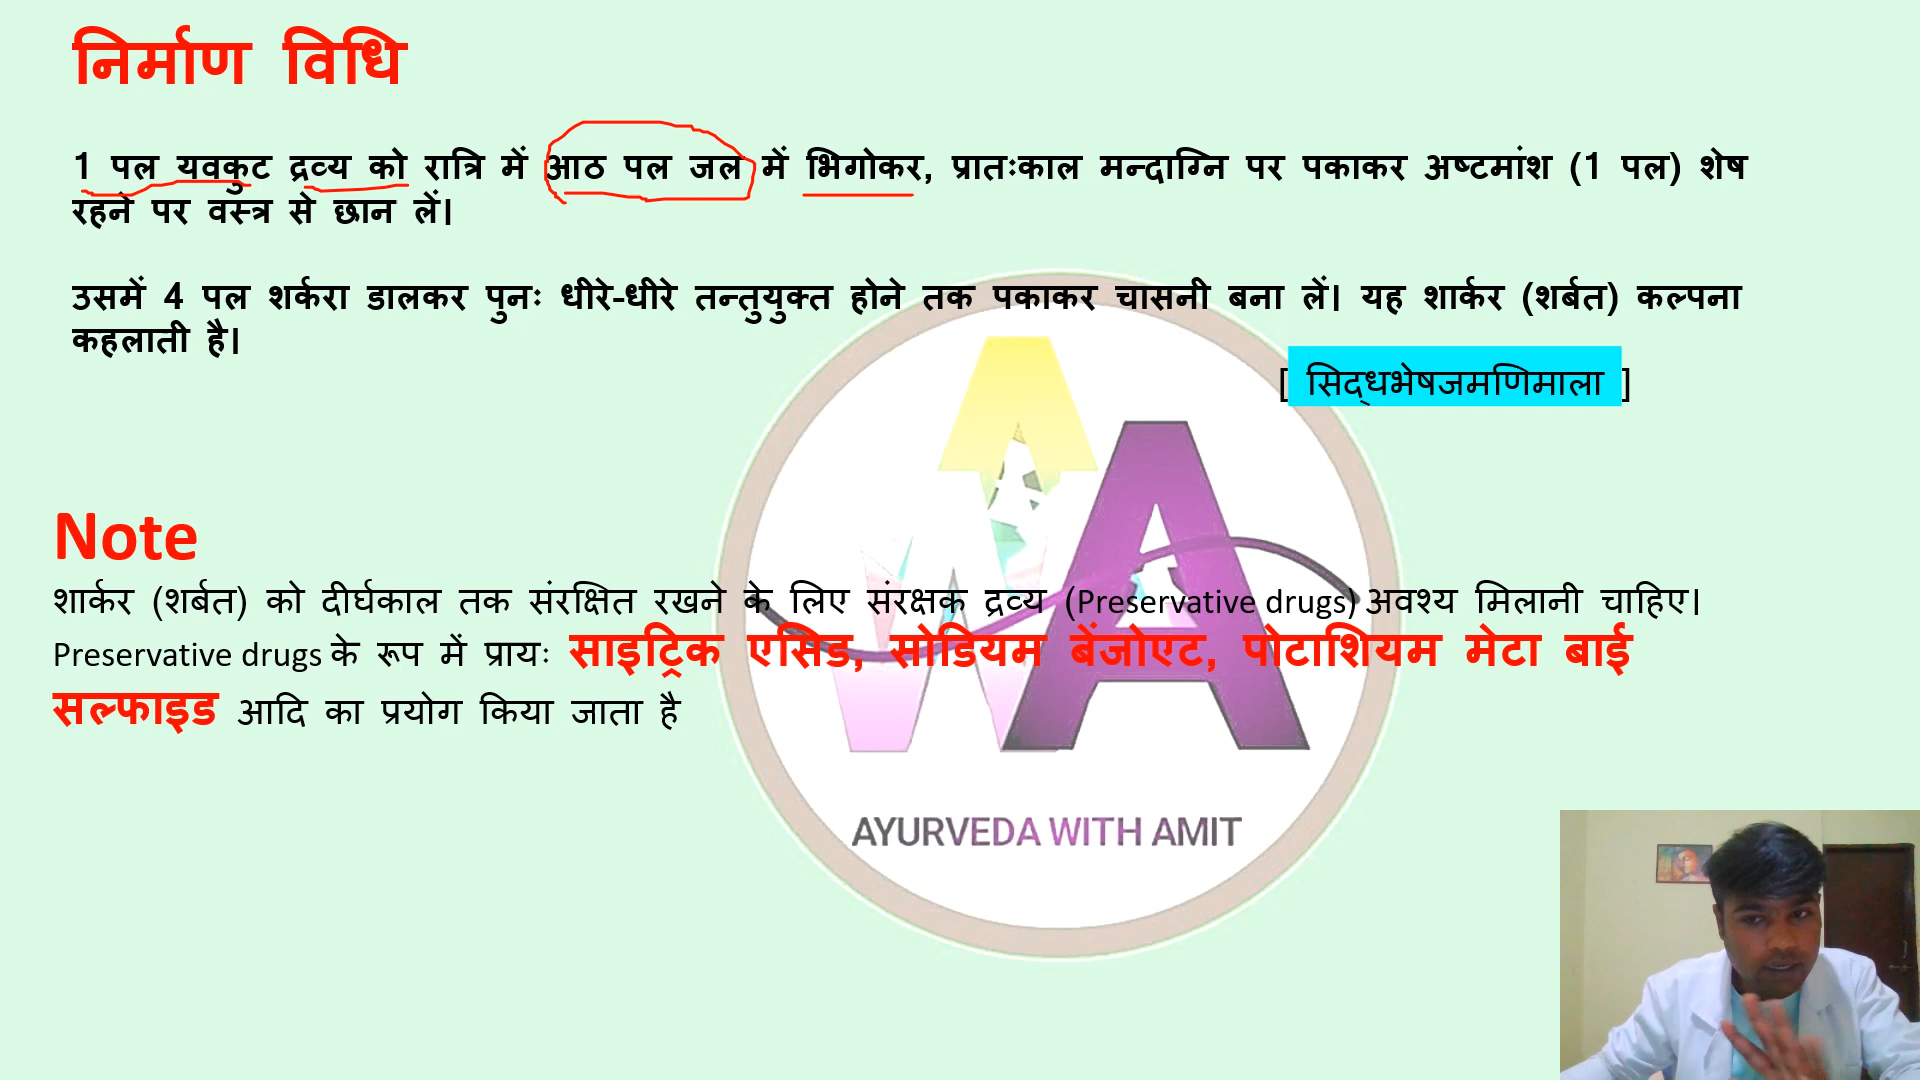 निर्माण विधि
1 पल यवकुट द्रव्य को रात्रि में आठ पल जल में भिगोकर, प्रातःकाल मन्दाग्नि पर पकाकर अष्टमांश (1 पल) शेष
रहने पर वस्त्र से छान लें।
उसमें 4 पल शर्करा डालकर पुनः धीरे-धीरे तन्तुयुक्त होने तक पकाकर चासनी बना लें। यह शार्कर (शर्बत) कल्पना
कहलाती है।
[ सिद्धभेषजमणिमाला ]
Note
शार्कर (शर्बत) को दीर्घकाल तक संरक्षित रखने के लिए संरक्षक द्रव्य (Preservative drugs) अवश्य मिलानी चाहिए।
Preservative drugs के रूप में प्रायः साइट्रिक एसिड, सोडियम बेंजोएट, पोटाशियम मेटा बाई
सल्फाइड आदि का प्रयोग किया जाता है
AYURVEDA WITH AMIT